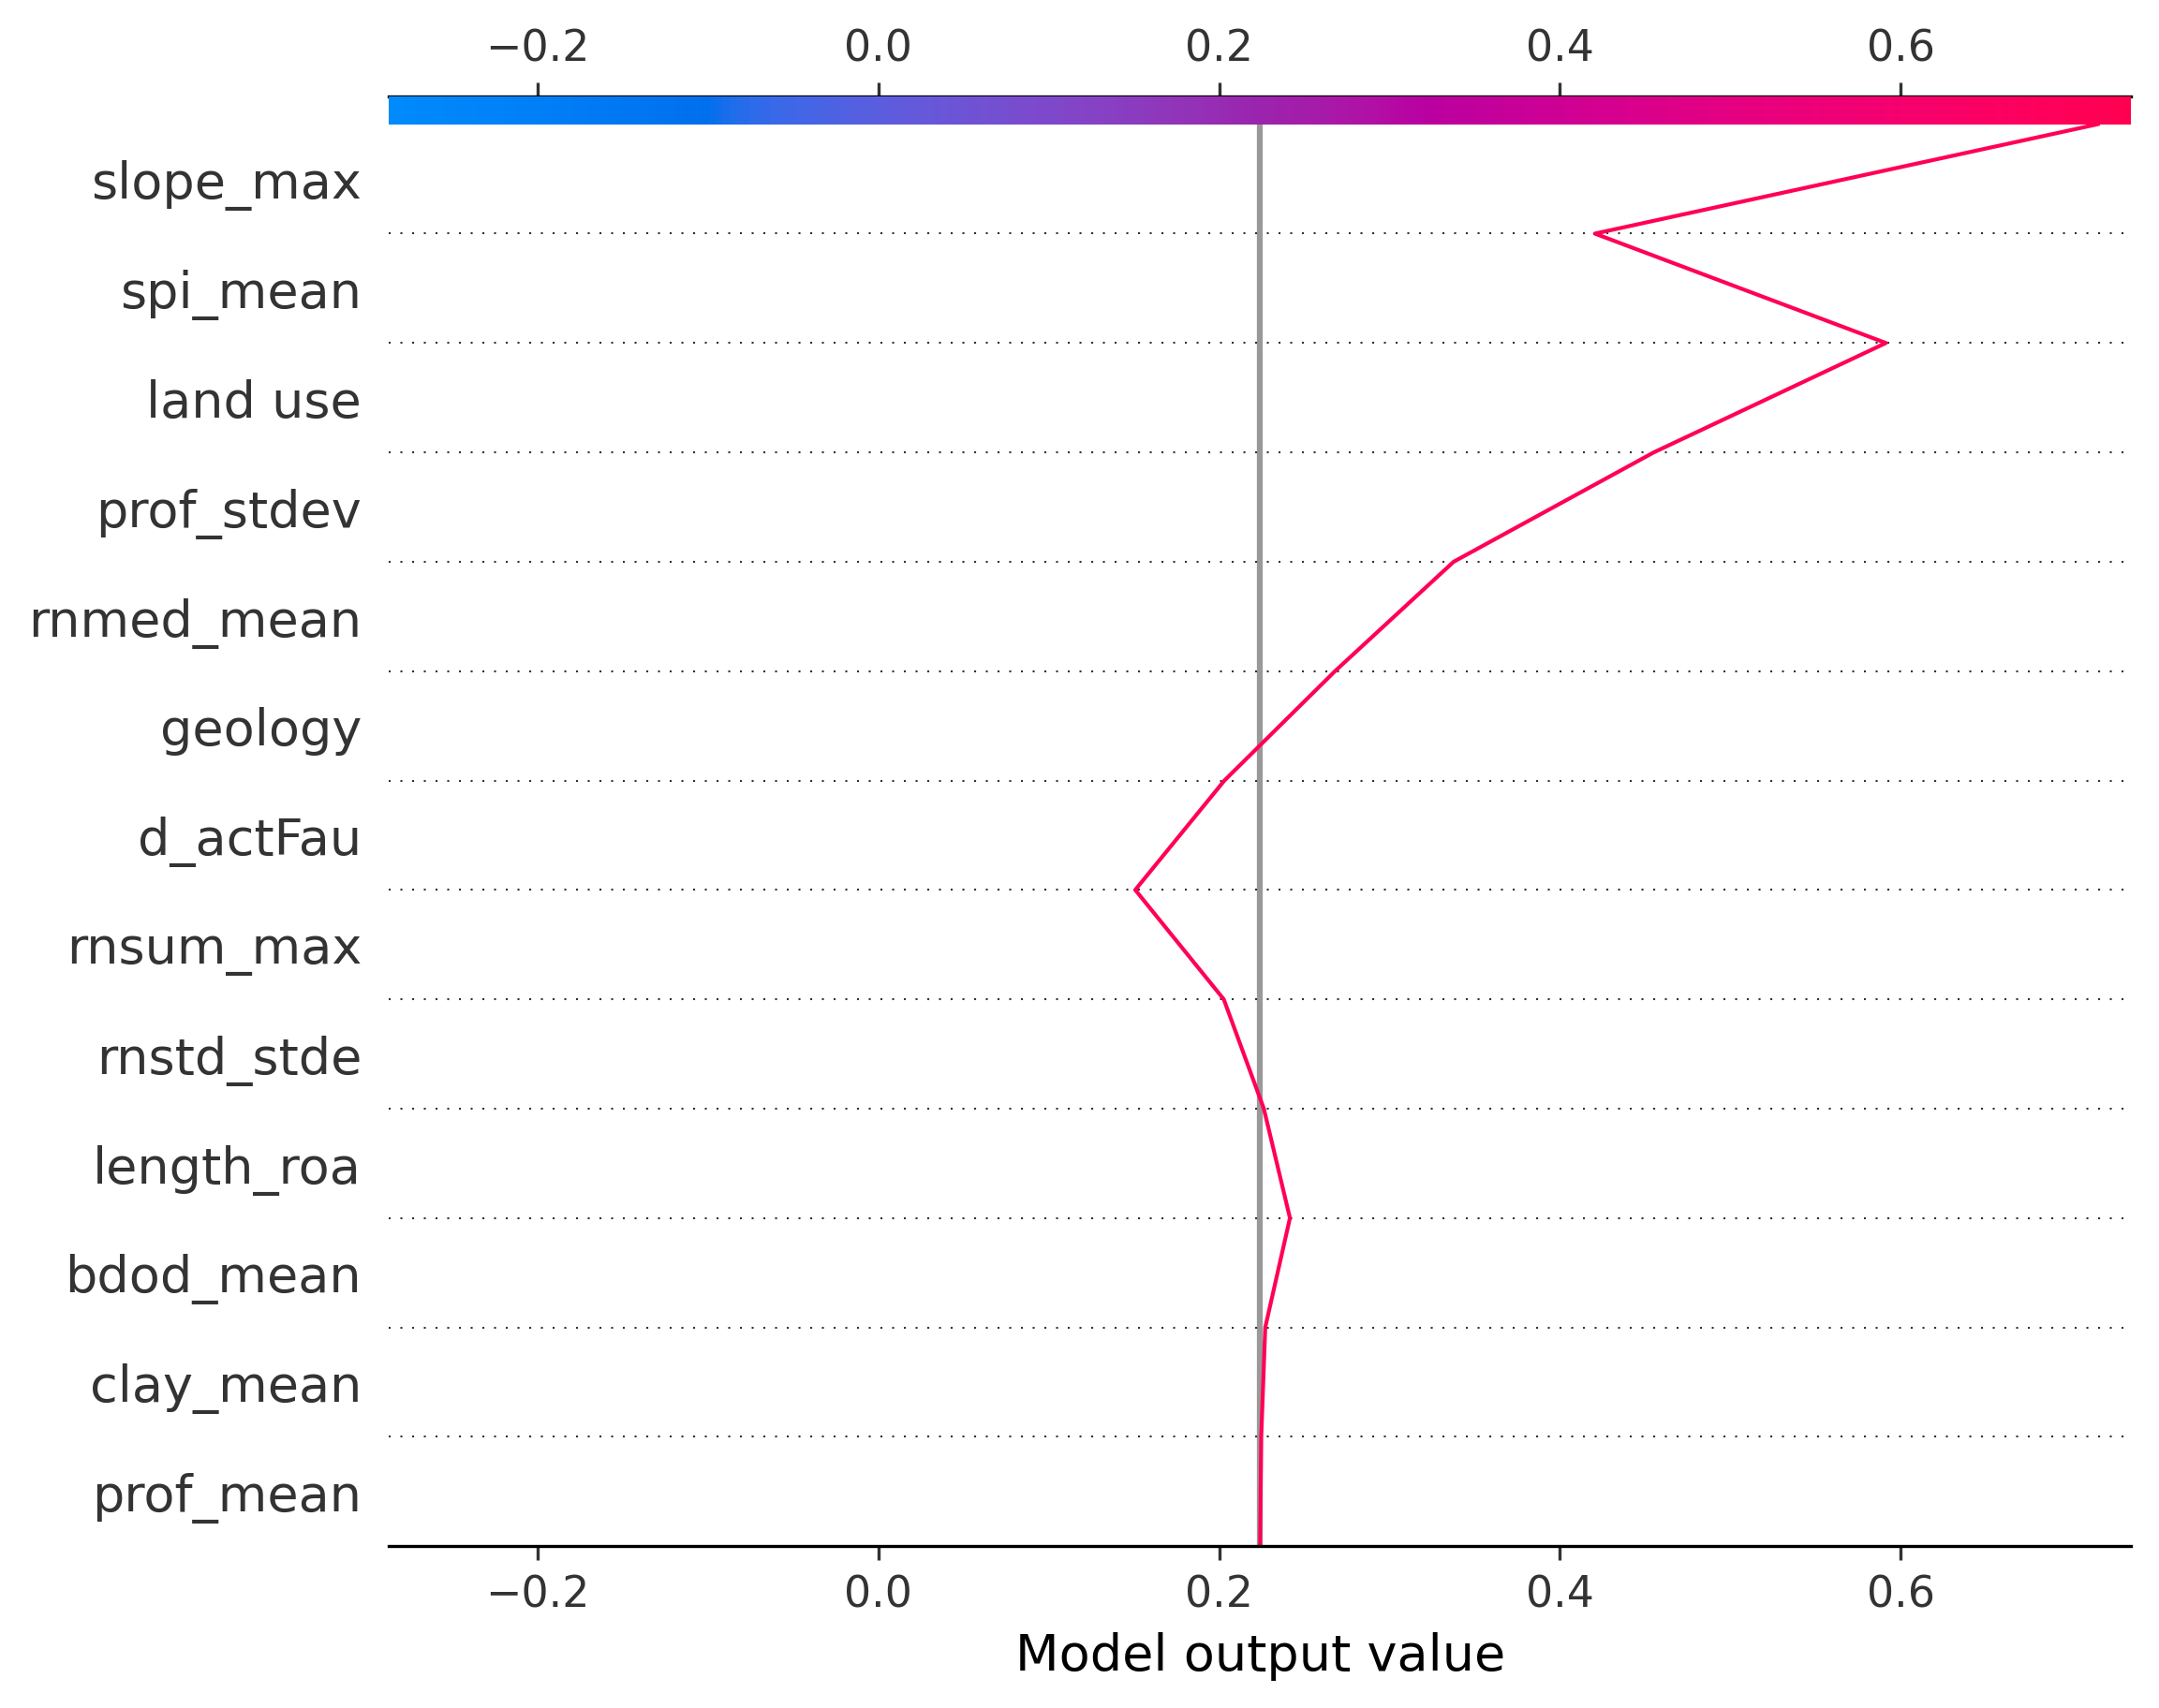 −0.2 0.0 0.2 0.4 0.6
slope_max
spi_mean
land use
prof_stdev
rnmed_mean
geology
d_actFau
rnsum_max
rnstd_stde
length_roa
bdod_mean
clay_mean
prof_mean
−0.2 0.0 0.2 0.4 0.6
Model output value